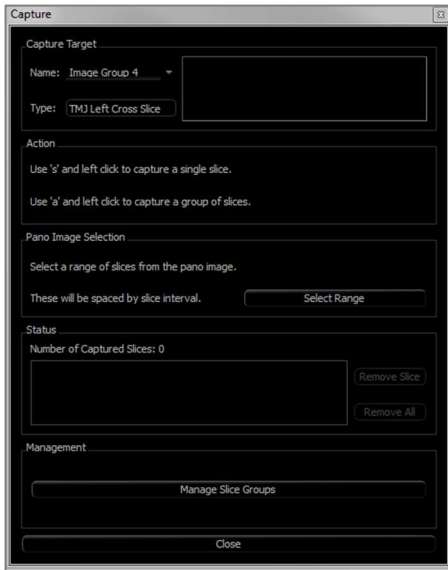 Capture
Capture Target
Name: Image Group 4
Type: TMJ Left Cross Slice
Action
Use 's' and left click to capture a single slice.
Use 'a' and left click to capture a group of slices.
Pano Image Selection
Select a range of slices from the pano image.
These will be spaced by slice interval. Select Range
Status
Number of Captured Slices: 0
Remove Slice
Remove All
Management
Manage Slice Groups
Close